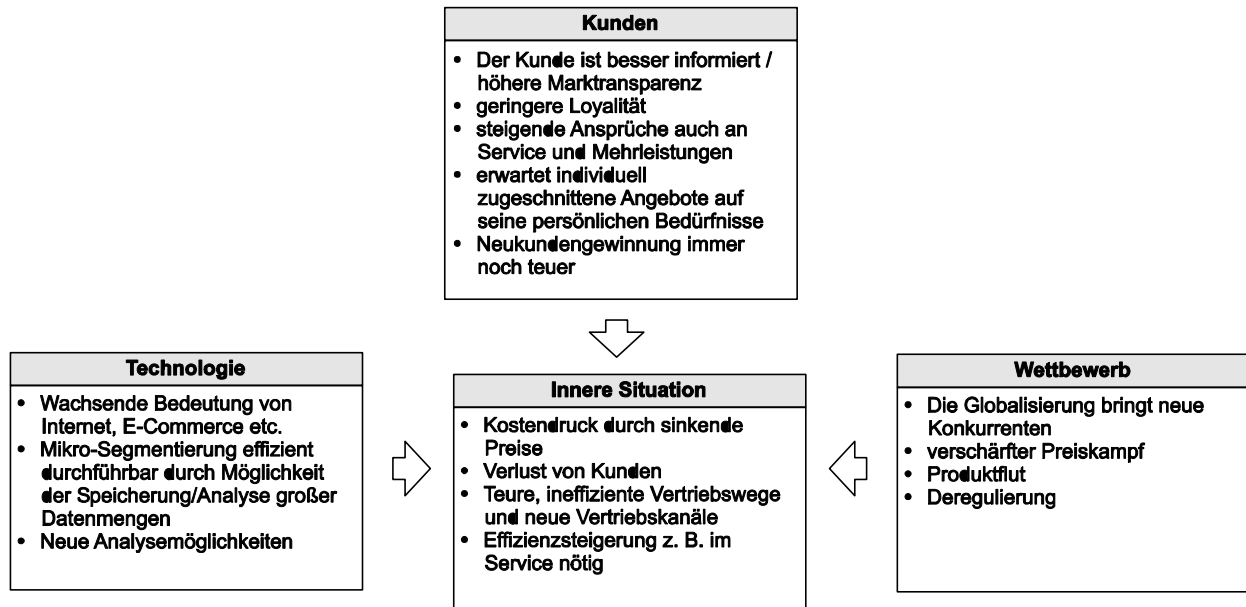 Kunden
• Der Kunde ist besser informiert /
höhere Marktransparenz
• geringere Loyalität
• steigende Ansprüche auch an
Service und Mehrleistungen
• erwartet individuell
zugeschnittene Angebote auf
seine persönlichen Bedürfnisse
• Neukundengewinnung immer
noch teuer
Technologie
• Wachsende Bedeutung von
Internet, E-Commerce etc.
• Mikro-Segmentierung effizient
durchführbar durch Möglichkeit
der Speicherung/Analyse großer
Datenmengen
• Neue Analysemöglichkeiten
Innere Situation
• Kostendruck durch sinkende
Preise
• Verlust von Kunden
• Teure, ineffiziente Vertriebswege
und neue Vertriebskanäle
• Effizienzsteigerung z. B. im
Service nötig
Wettbewerb
• Die Globalisierung bringt neue
Konkurrenten
• verschärfter Preiskampf
• Produktflut
• Deregulierung